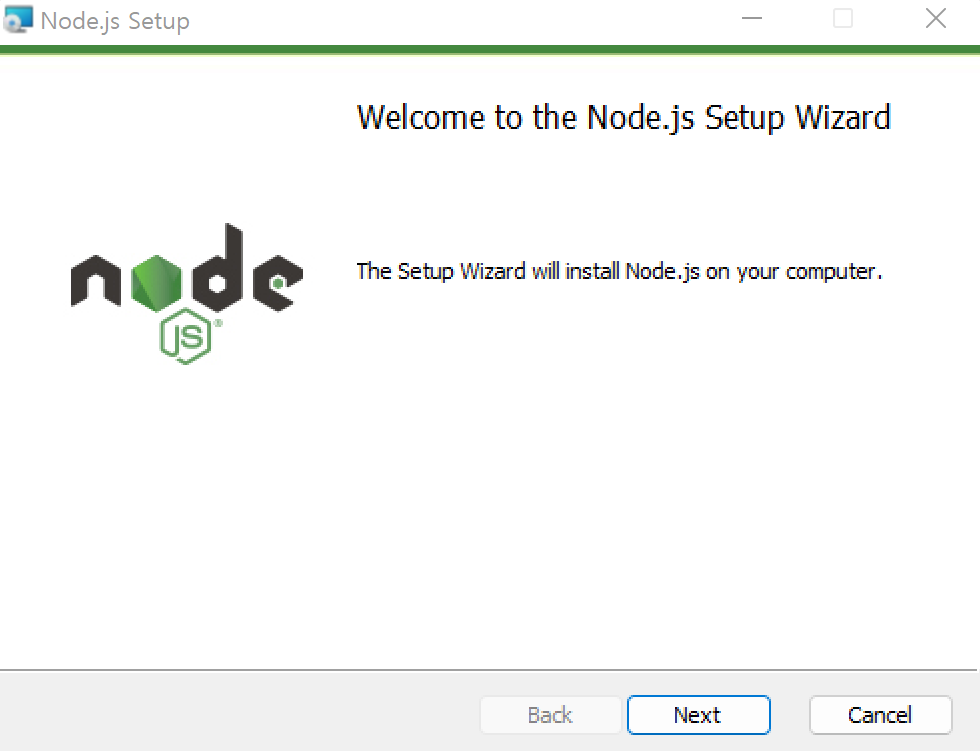 Node.js Setup
Welcome to the Node.js Setup Wizard
node
JS®
The Setup Wizard will install Node.js on your computer.
Back
Next
Cancel